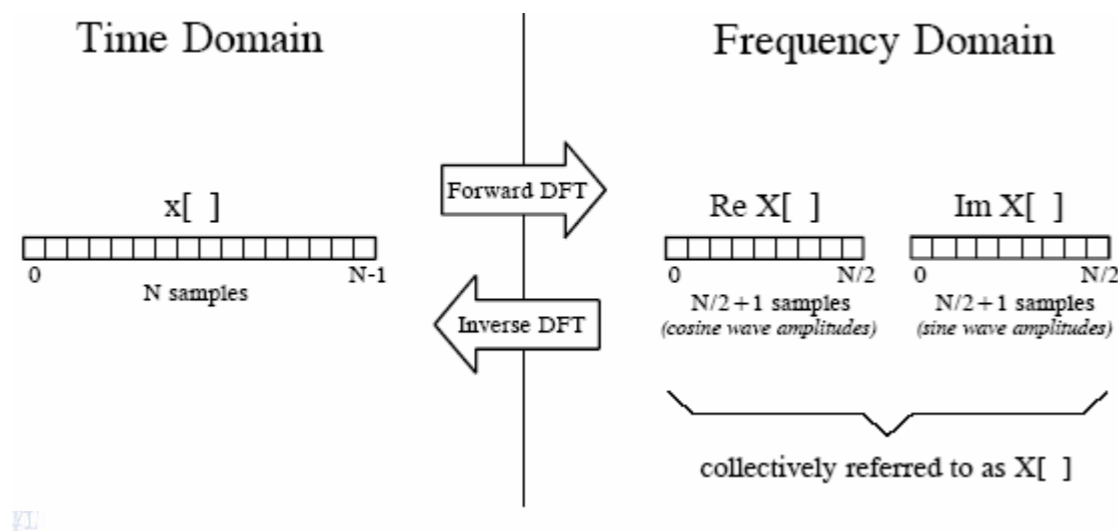 Time Domain
Frequency Domain
Forward DFT
x[ ]
Re X[ ]
Im X[ ]
0
N-1
N samples
0
N/2
0
N/2
N/2+1 samples
(cosine wave amplitudes)
N/2+1 samples
(sine wave amplitudes)
Inverse DFT
collectively referred to as X[ ]